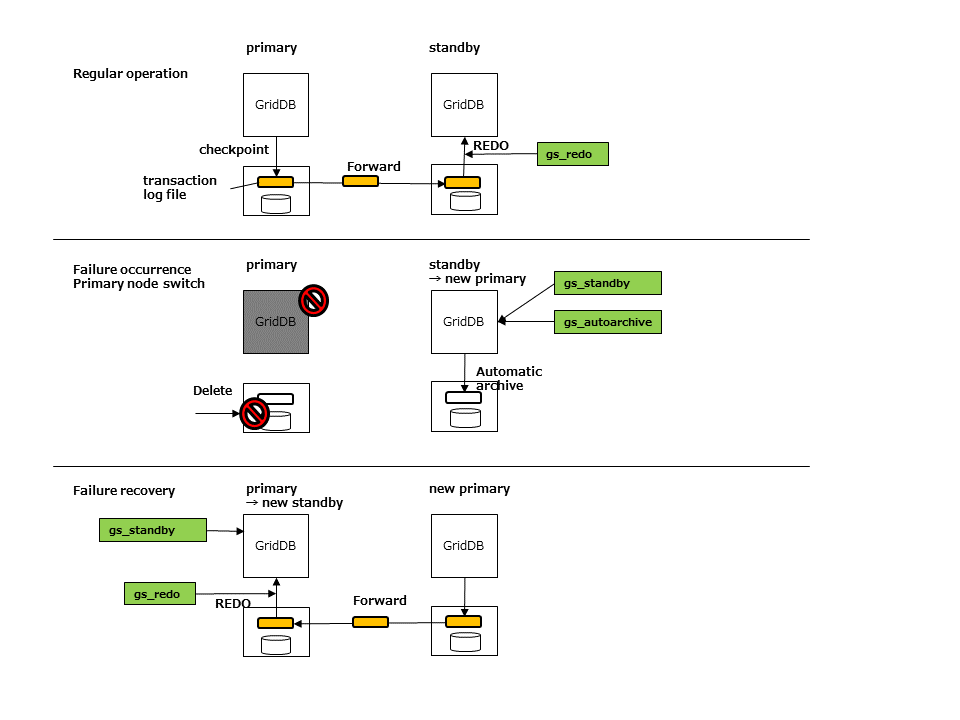 primary
standby
Regular operation
GridDB
GridDB
checkpoint
REDO
gs_redo
Forward
transaction
log file
primary
standby
→ new primary
Failure occurrence
Primary node switch
gs_standby
GridDB
GridDB
gs_autoarchive
Automatic
archive
Delete
primary
→ new standby
new primary
Failure recovery
gs_standby
GridDB
GridDB
gs_redo
REDO
Forward